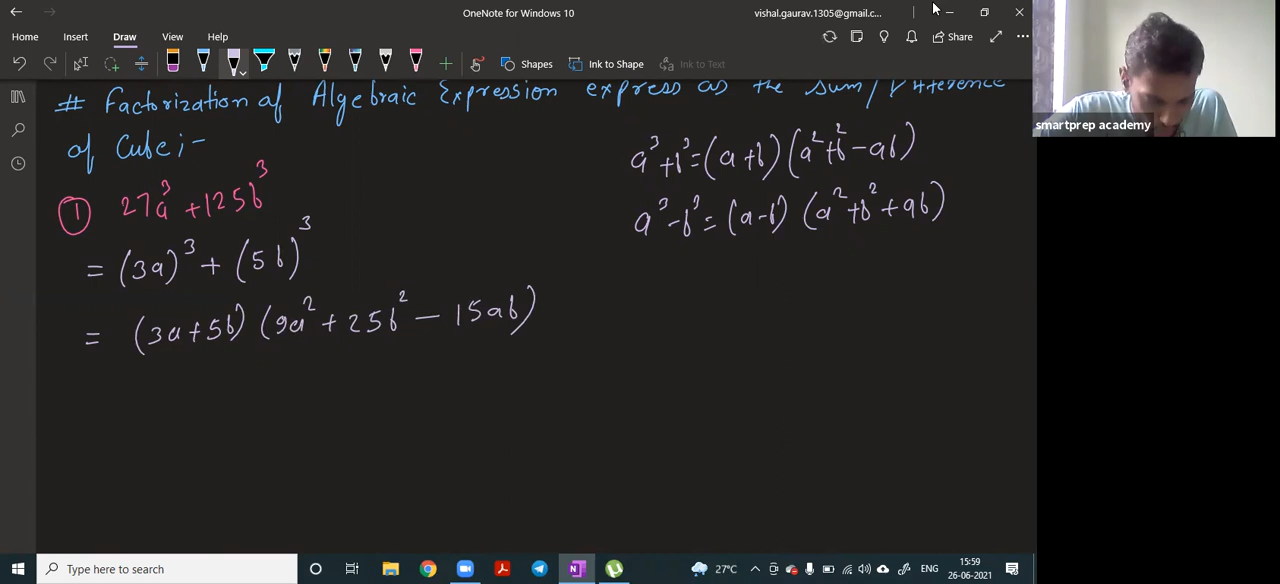 OneNote for Windows 10
vishal.gaurav.1305@gmail.c...
Home Insert Draw View Help
Share
Shapes Ink to Shape Ink to Text
# Factorization of Algebraic Expression express as the sum/Difference
of Cube:-
a³+b³=(a+b)(a²+b²-ab)
a³-b³=(a-b)(a²+b²+ab)
① 27a³+125b³
= (3a)³+(5b)³
= (3a+5b)(9a²+25b²-15ab)
smartprep academy
Type here to search
27°C
ENG
15:59
26-06-2021